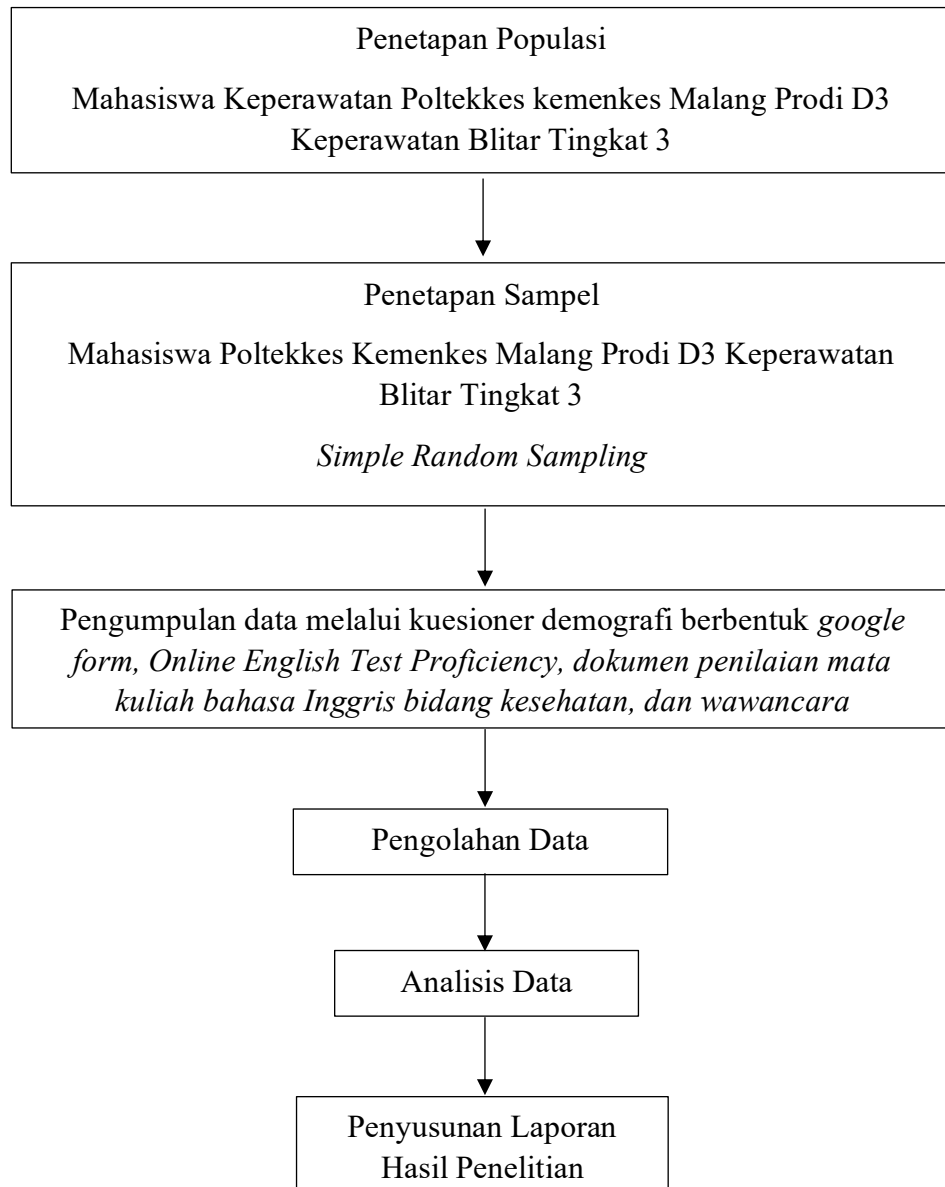 Penetapan Populasi
Mahasiswa Keperawatan Poltekkes kemenkes Malang Prodi D3
Keperawatan Blitar Tingkat 3
Penetapan Sampel
Mahasiswa Poltekkes Kemenkes Malang Prodi D3 Keperawatan
Blitar Tingkat 3
Simple Random Sampling
Pengumpulan data melalui kuesioner demografi berbentuk google
form, Online English Test Proficiency, dokumen penilaian mata
kuliah bahasa Inggris bidang kesehatan, dan wawancara
Pengolahan Data
Analisis Data
Penyusunan Laporan
Hasil Penelitian